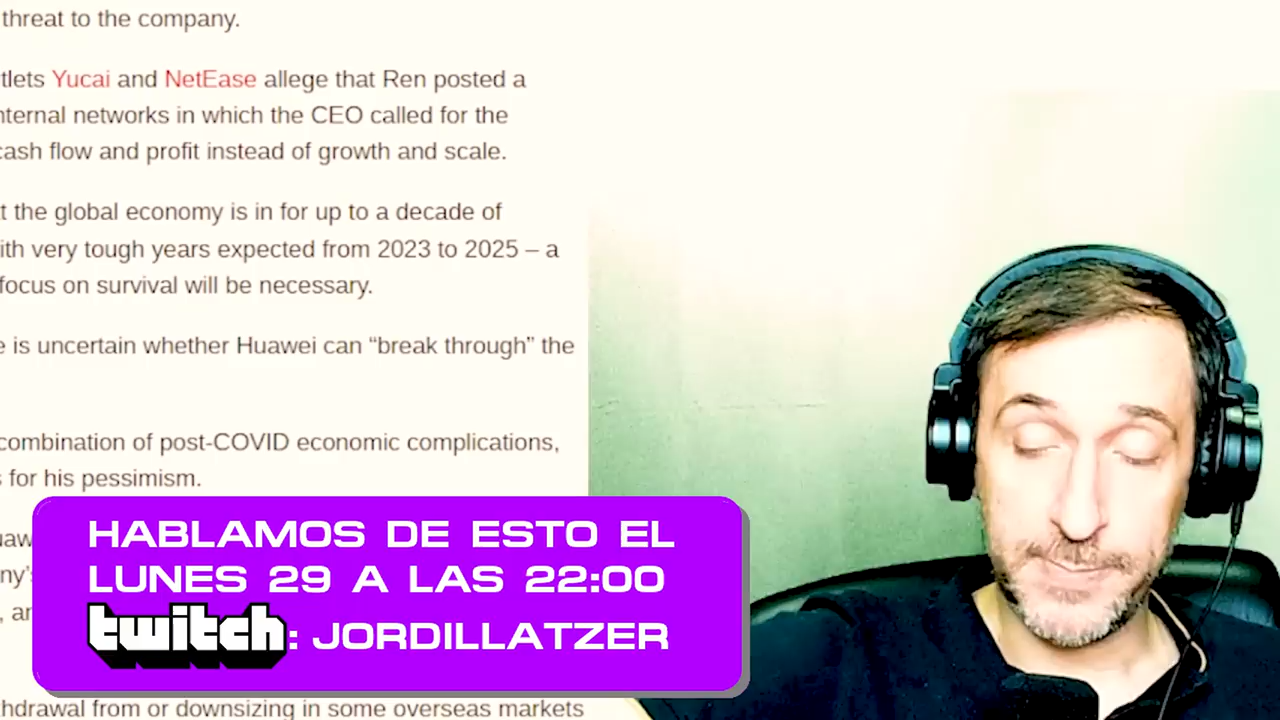 threat to the company.
tlets Yucai and NetEase allege that Ren posted a
nternal networks in which the CEO called for the
cash flow and profit instead of growth and scale.
t the global economy is in for up to a decade of
ith very tough years expected from 2023 to 2025 – a
focus on survival will be necessary.
e is uncertain whether Huawei can “break through” the
combination of post-COVID economic complications,
s for his pessimism.
uaw
ny's
, an
HABLAMOS DE ESTO EL
LUNES 29 A LAS 22:00
twitch: JORDILLATZER
hdrawal from or downsizing in some overseas markets